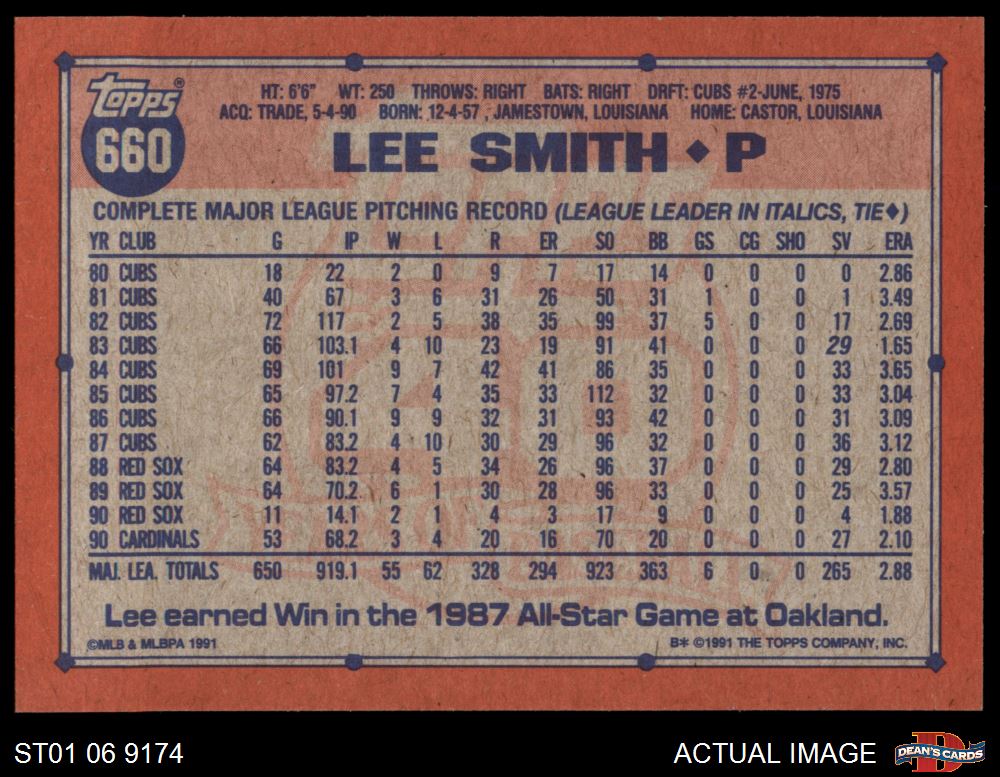 Topps®
660
HT: 6'6" WT: 250 THROWS: RIGHT BATS: RIGHT DRFT: CUBS #2-JUNE, 1975
ACQ: TRADE, 5-4-90 BORN: 12-4-57 , JAMESTOWN, LOUISIANA HOME: CASTOR, LOUISIANA
LEE SMITH ◆ P
COMPLETE MAJOR LEAGUE PITCHING RECORD (LEAGUE LEADER IN ITALICS, TIE◆)
YR CLUB G IP W L R ER SO BB GS CG SHO SV ERA
80 CUBS 18 22 2 0 9 7 17 14 0 0 0 0 2.86
81 CUBS 40 67 3 6 31 26 50 31 1 0 0 1 3.49
82 CUBS 72 117 2 5 38 35 99 37 5 0 0 17 2.69
83 CUBS 66 103.1 4 10 23 19 91 41 0 0 0 29 1.65
84 CUBS 69 101 9 7 42 41 86 35 0 0 0 33 3.65
85 CUBS 65 97.2 7 4 35 33 112 32 0 0 0 33 3.04
86 CUBS 66 90.1 9 9 32 31 93 42 0 0 0 31 3.09
87 CUBS 62 83.2 4 10 30 29 96 32 0 0 0 36 3.12
88 RED SOX 64 83.2 4 5 34 26 96 37 0 0 0 29 2.80
89 RED SOX 64 70.2 6 1 30 28 96 33 0 0 0 25 3.57
90 RED SOX 11 14.1 2 1 4 3 17 9 0 0 0 4 1.88
90 CARDINALS 53 68.2 3 4 20 16 70 20 0 0 0 27 2.10
MAJ. LEA. TOTALS 650 919.1 55 62 328 294 923 363 6 0 0 265 2.88
Lee earned Win in the 1987 All-Star Game at Oakland.
©MLB & MLBPA 1991 B* ©1991 THE TOPPS COMPANY, INC.
ST01 06 9174 ACTUAL IMAGE DEAN'S CARDS